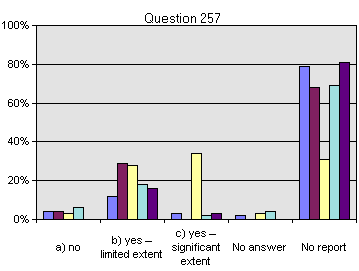 Question 257
100%
80%
60%
40%
20%
0%
a) no
b) yes –
limited extent
c) yes –
significant
extent
No answer
No report